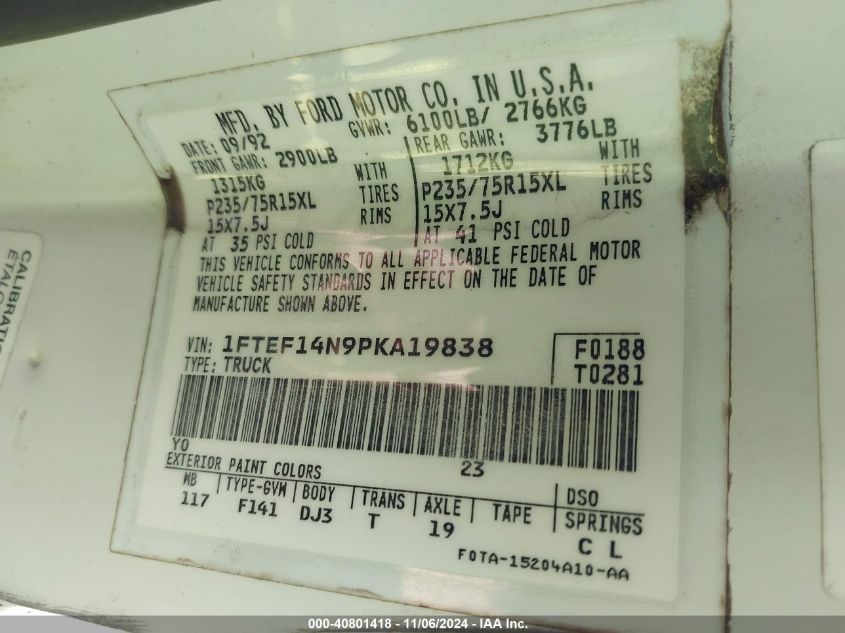 MFD. BY FORD MOTOR CO. IN U.S.A.
DATE: 09/92 GVWR: 6100LB/ 2766KG
FRONT GAWR: 2900LB REAR GAWR: 3776LB
1315KG WITH 1712KG WITH
P235/75R15XL TIRES P235/75R15XL TIRES
15X7.5J RIMS 15X7.5J RIMS
AT 35 PSI COLD AT 41 PSI COLD
THIS VEHICLE CONFORMS TO ALL APPLICABLE FEDERAL MOTOR
VEHICLE SAFETY STANDARDS IN EFFECT ON THE DATE OF
MANUFACTURE SHOWN ABOVE.
VIN: 1FTEF14N9PKA19838 F0188
TYPE: TRUCK T0281
YO 23
EXTERIOR PAINT COLORS DSO
WB TYPE-GVW BODY TRANS AXLE TAPE SPRINGS
117 F141 DJ3 T 19 C L
F0TA-15204A10-AA
CALIBRATI
ETAL
000-40801418 - 11/06/2024 - IAA Inc.